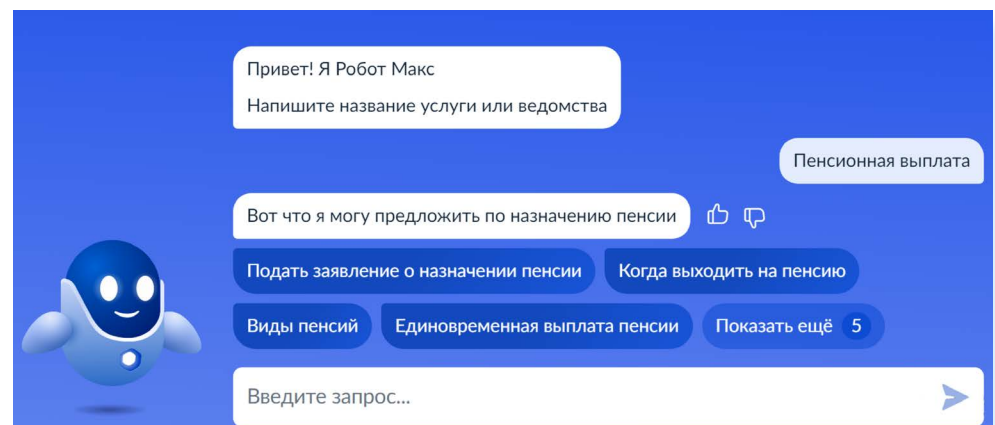 Привет! Я Робот Макс
Напишите название услуги или ведомства
Пенсионная выплата
Вот что я могу предложить по назначению пенсии
Подать заявление о назначении пенсии
Когда выходить на пенсию
Виды пенсий
Единовременная выплата пенсии
Показать ещё 5
Введите запрос...